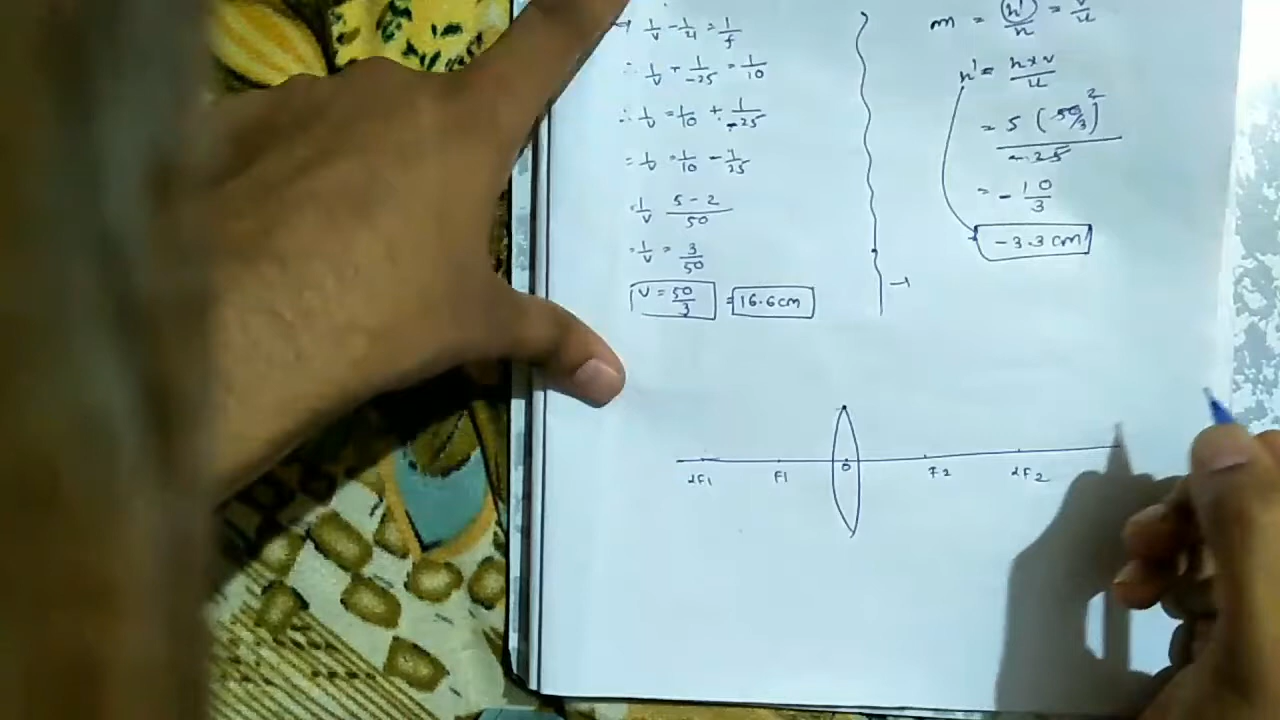 ⇒ 1/v - 1/u = 1/f
∴ 1/v + 1/-25 = 1/10
∴ 1/v = 1/10 + 1/-25
= 1/v = 1/10 - 1/25
= 1/v 5 - 2/50
= 1/v = 3/50
v = 50/3 = 16.6cm
m = h'/h = v/u
h' = h×v/u
= 5 (50/3)/-25
= - 10/3
-3.3 cm
2F1 F1 O F2 2F2